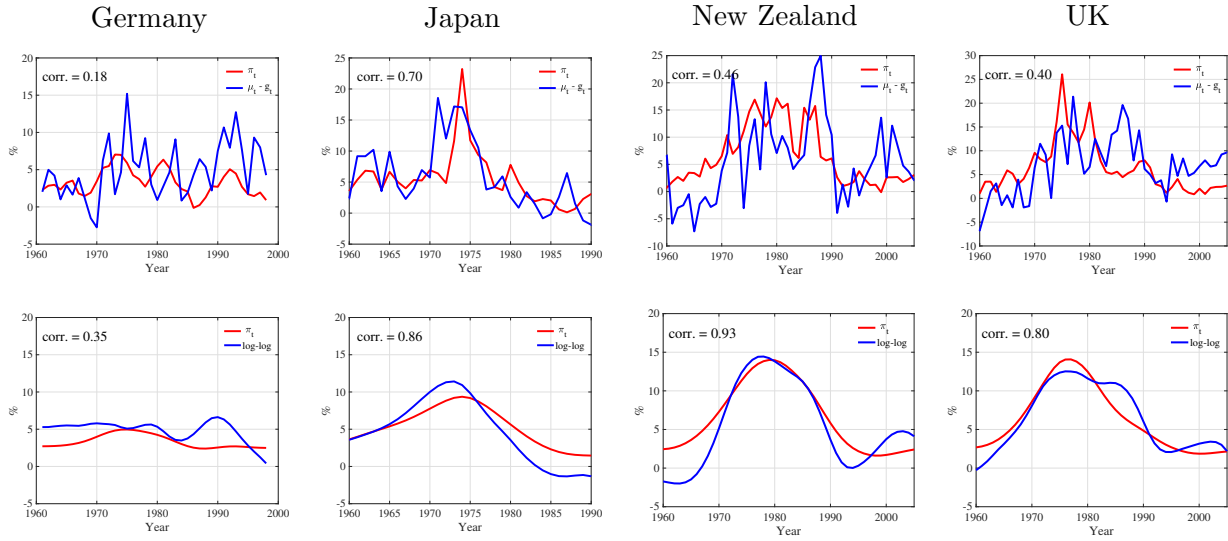 Germany
Japan
New Zealand
UK
corr. = 0.18
π_t
μ_t - g_t
20
15
10
5
0
-5
%
1960 1970 1980 1990 2000
Year
corr. = 0.70
π_t
μ_t - g_t
25
20
15
10
5
0
-5
%
1960 1965 1970 1975 1980 1985 1990
Year
corr. = 0.46
π_t
μ_t - g_t
25
20
15
10
5
0
-5
-10
%
1960 1970 1980 1990 2000
Year
corr. = 0.40
π_t
μ_t - g_t
30
25
20
15
10
5
0
-5
-10
%
1960 1970 1980 1990 2000
Year
corr. = 0.35
π_t
log-log
20
15
10
5
0
-5
%
1960 1970 1980 1990 2000
Year
corr. = 0.86
π_t
log-log
20
15
10
5
0
-5
%
1960 1965 1970 1975 1980 1985 1990
Year
corr. = 0.93
π_t
log-log
20
15
10
5
0
-5
%
1960 1970 1980 1990 2000
Year
corr. = 0.80
π_t
log-log
20
15
10
5
0
-5
%
1960 1970 1980 1990 2000
Year